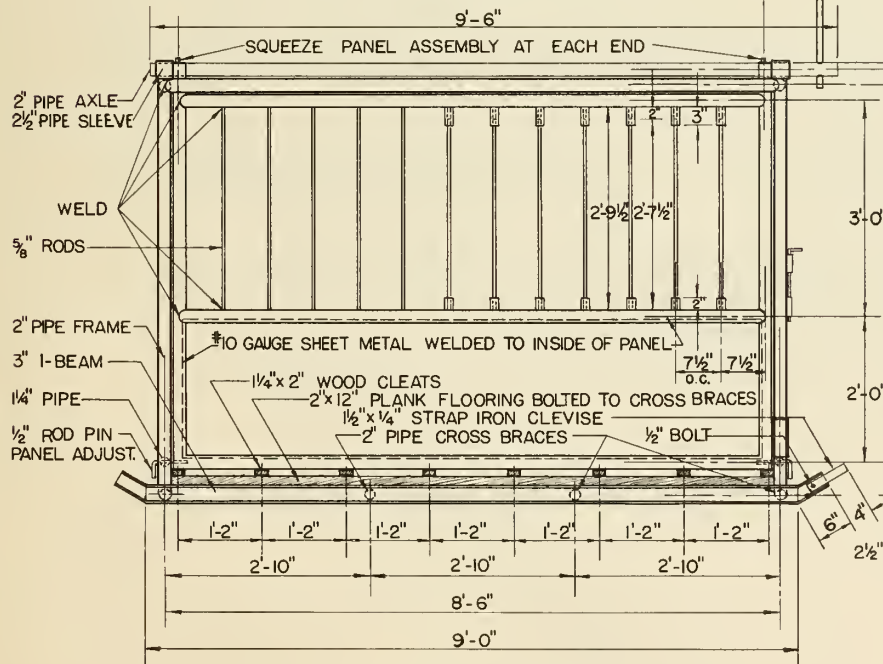 9'-6"
SQUEEZE PANEL ASSEMBLY AT EACH END
2" PIPE AXLE
2½" PIPE SLEEVE
2"
3"
WELD
2'-9½" 2'-7½"
3'-0
⅝" RODS
2"
2" PIPE FRAME
#10 GAUGE SHEET METAL WELDED TO INSIDE OF PANEL
3" I-BEAM
7½" 7½"
O.C.
1¼" x 2" WOOD CLEATS
2" x 12" PLANK FLOORING BOLTED TO CROSS BRACES
2'-0
1¼" PIPE
1½" x ¼" STRAP IRON CLEVISE
½" ROD PIN
PANEL ADJUST.
2" PIPE CROSS BRACES
½" BOLT
6" 4"
2½"
1'-2" 1'-2" 1'-2" 1'-2" 1'-2" 1'-2" 1'-2"
2'-10" 2'-10" 2'-10"
8'-6"
9'-0"